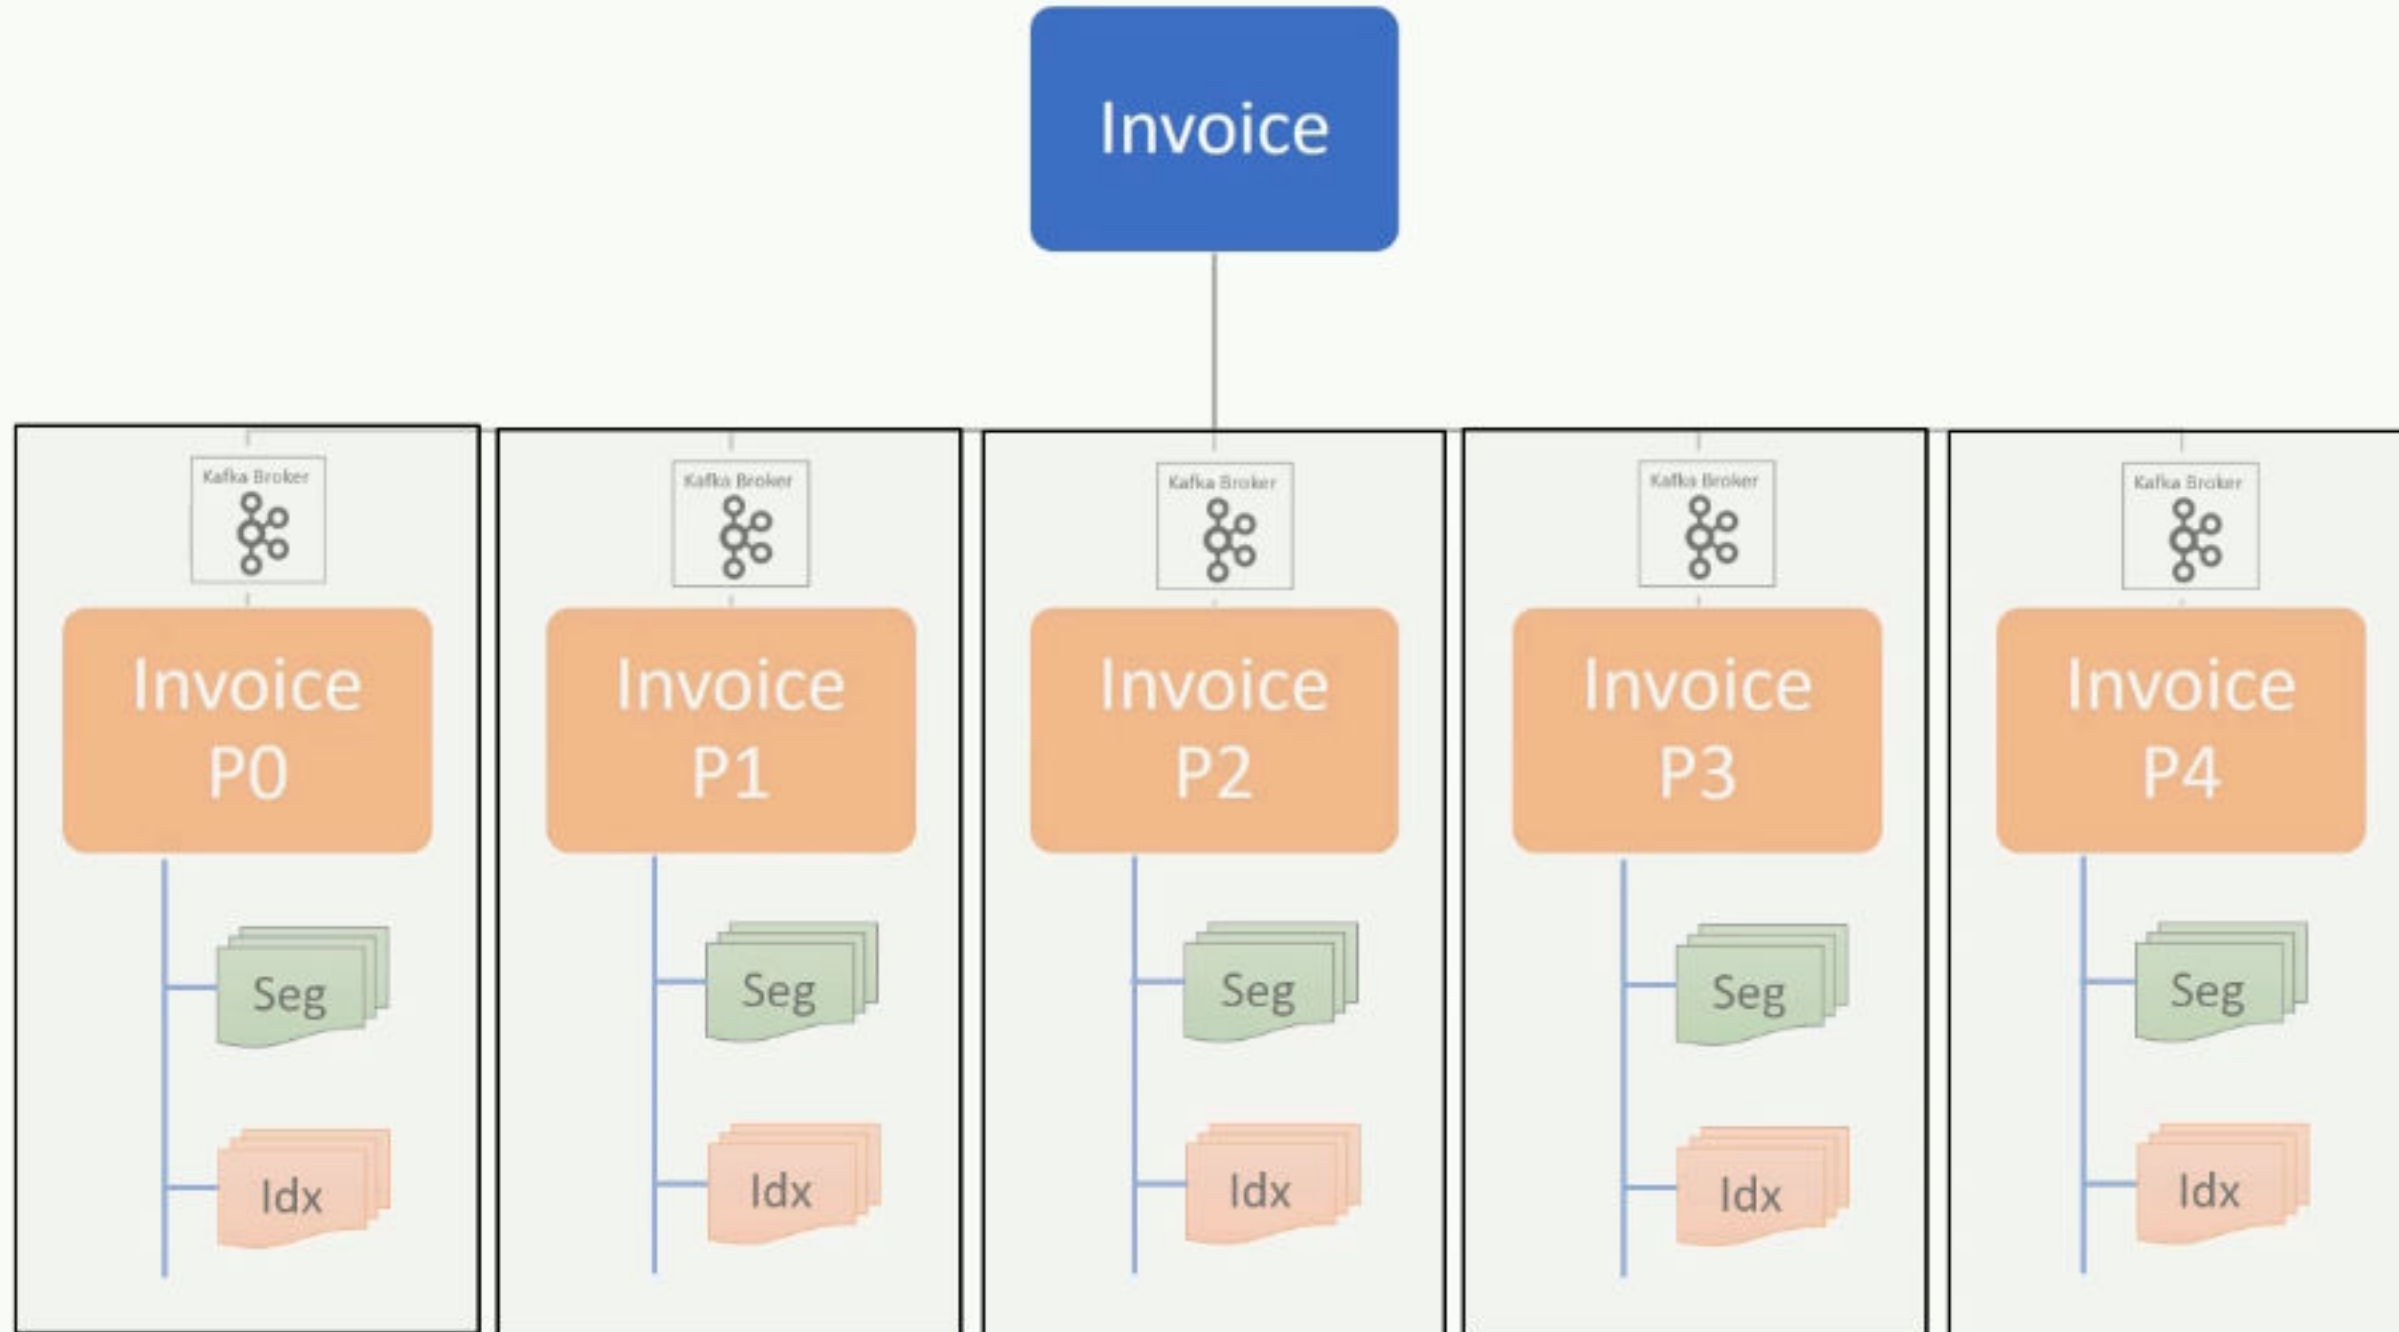 Invoice
Kafka Broker
Kafka Broker
Kafka Broker
Kafka Broker
Kafka Broker
Invoice
P0
Invoice
P1
Invoice
P2
Invoice
P3
Invoice
P4
Seg
Seg
Seg
Seg
Seg
Idx
Idx
Idx
Idx
Idx